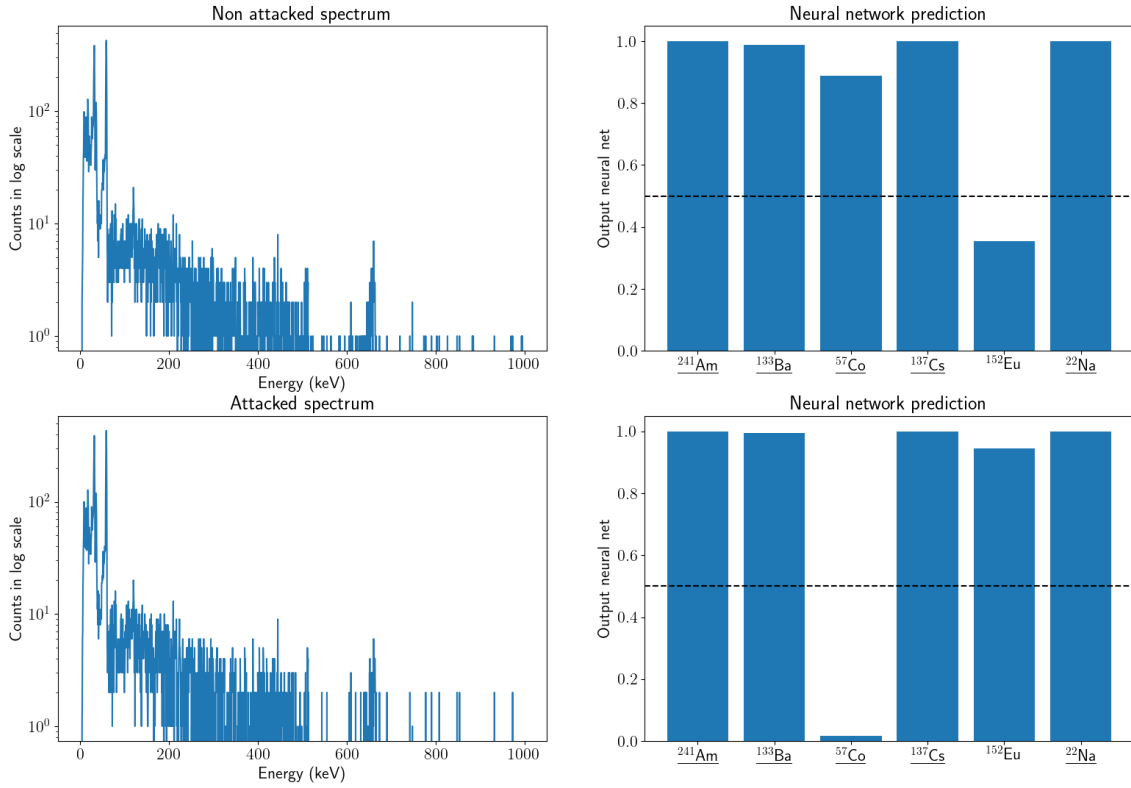 Non attacked spectrum
Counts in log scale
10²
10¹
10⁰
0 200 400 600 800 1000
Energy (keV)
Neural network prediction
Output neural net
1.0
0.8
0.6
0.4
0.2
0.0
²⁴¹Am ¹³³Ba ⁵⁷Co ¹³⁷Cs ¹⁵²Eu ²²Na
Attacked spectrum
Counts in log scale
10²
10¹
10⁰
0 200 400 600 800 1000
Energy (keV)
Neural network prediction
Output neural net
1.0
0.8
0.6
0.4
0.2
0.0
²⁴¹Am ¹³³Ba ⁵⁷Co ¹³⁷Cs ¹⁵²Eu ²²Na